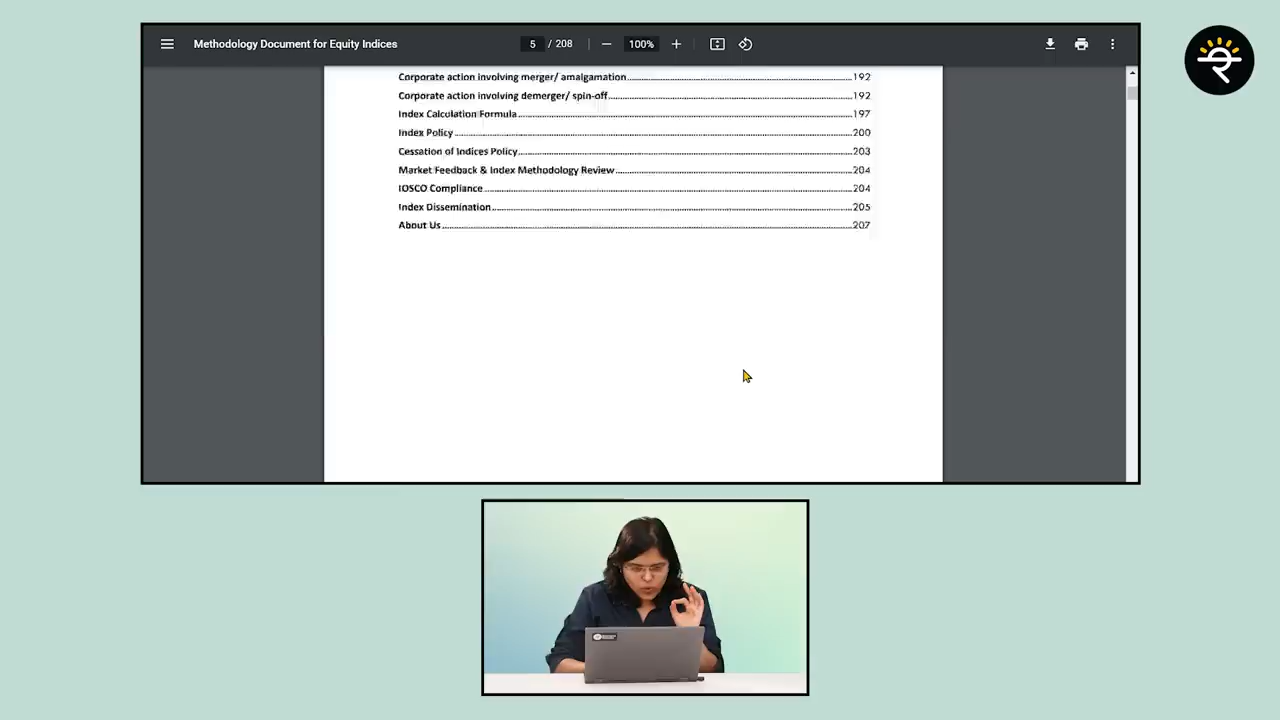 Methodology Document for Equity Indices
5 / 208
100%
Corporate action involving merger/ amalgamation 192
Corporate action involving demerger/ spin-off 192
Index Calculation Formula 197
Index Policy 200
Cessation of Indices Policy 203
Market Feedback & Index Methodology Review 204
IOSCO Compliance 204
Index Dissemination 205
About Us 207